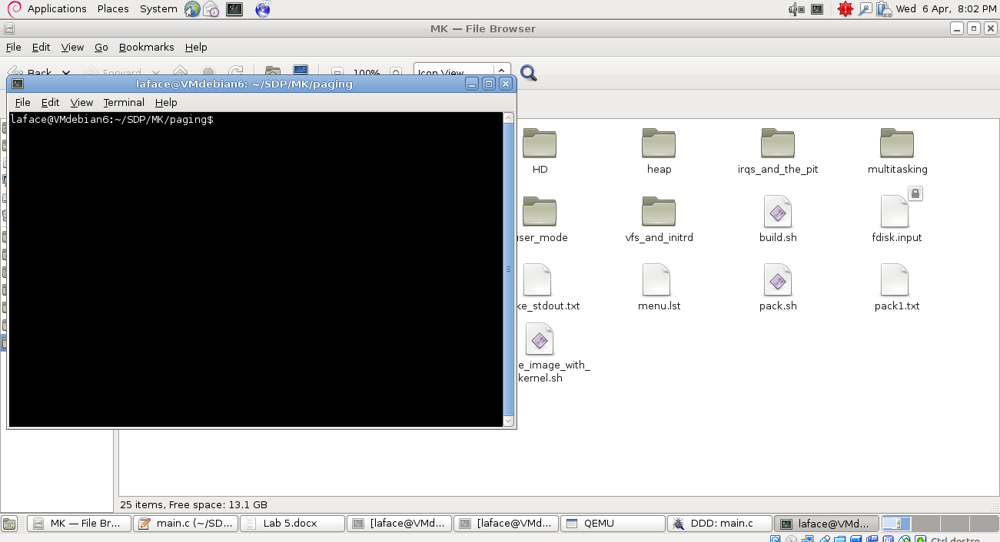 Applications Places System Wed 6 Apr, 8:02 PM
MK — File Browser
File Edit View Go Bookmarks Help
Back Forward 100% Icon View
laface@VMdebian6: ~/SDP/MK/paging
File Edit View Terminal Help
laface@VMdebian6:~/SDP/MK/paging$
HD heap irqs_and_the_pit multitasking
user_mode vfs_and_initrd build.sh fdisk.input
ke_stdout.txt menu.lst pack.sh pack1.txt
e_image_with_
kernel.sh
25 items, Free space: 13.1 GB
MK — File Br... main.c (~/SD... Lab 5.docx [laface@VMd... [laface@VMd... QEMU DDD: main.c laface@VMd...
Ctrl destro